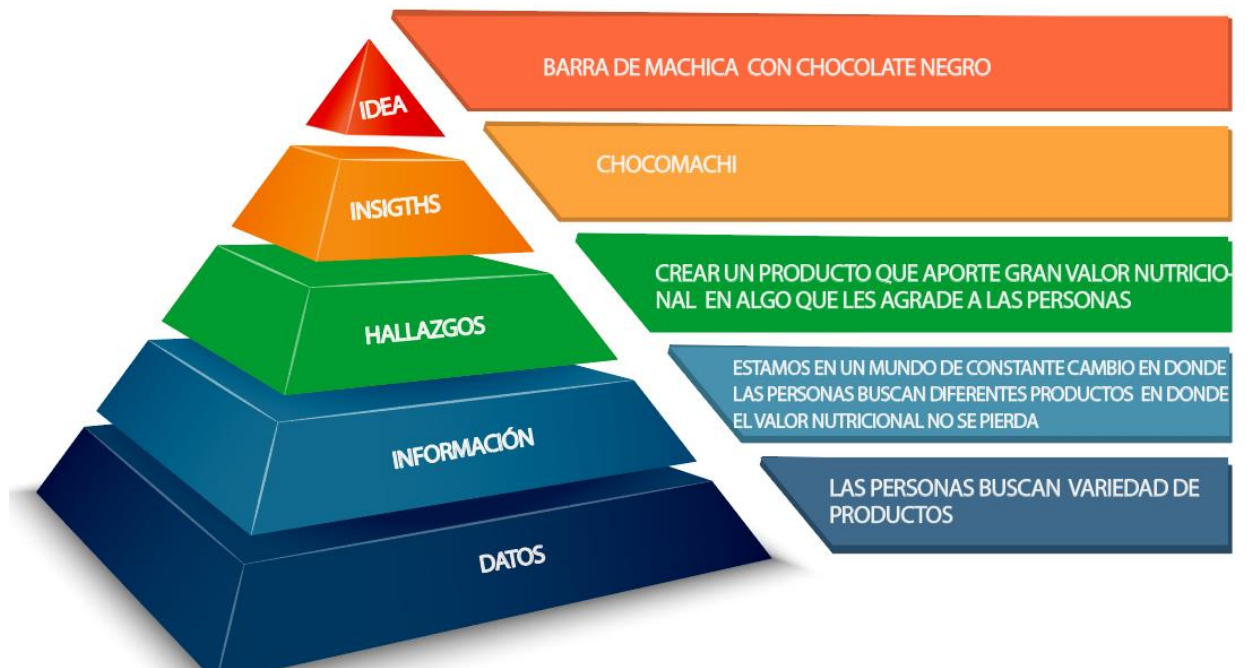 IDEA
BARRA DE MACHICA CON CHOCOLATE NEGRO
INSIGTHS
CHOCOMACHI
HALLAZGOS
CREAR UN PRODUCTO QUE APORTE GRAN VALOR NUTRICIO-
NAL EN ALGO QUE LES AGRADE A LAS PERSONAS
INFORMACIÓN
ESTAMOS EN UN MUNDO DE CONSTANTE CAMBIO EN DONDE
LAS PERSONAS BUSCAN DIFERENTES PRODUCTOS EN DONDE
EL VALOR NUTRICIONAL NO SE PIERDA
DATOS
LAS PERSONAS BUSCAN VARIEDAD DE
PRODUCTOS